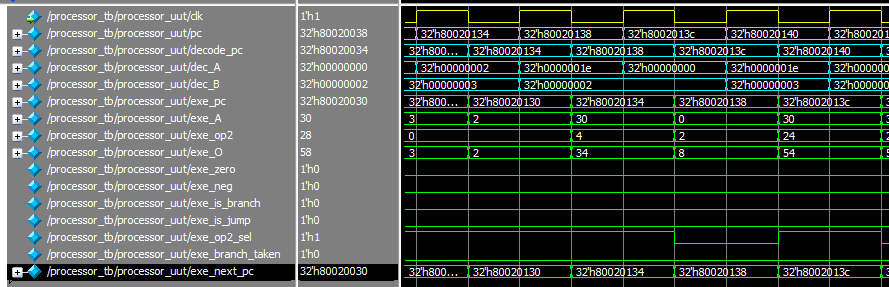 /processor_tb/processor_uut/clk 1'h1
/processor_tb/processor_uut/pc 32'h80020038 32'h80020134 32'h80020138 32'h8002013c 32'h80020140 32'h800201
/processor_tb/processor_uut/decode_pc 32'h80020034 32'h800... 32'h80020134 32'h80020138 32'h8002013c 32'h80020140 32'h800
/processor_tb/processor_uut/dec_A 32'h00000000 32'h00000002 32'h0000001e 32'h00000000 32'h0000001e 32'h000000
/processor_tb/processor_uut/dec_B 32'h00000002 32'h00000003 32'h00000002 32'h00000003 32'h000000
/processor_tb/processor_uut/exe_pc 32'h80020030 32'h800... 32'h80020130 32'h80020134 32'h80020138 32'h8002013c
/processor_tb/processor_uut/exe_A 30 3 2 30 0 30
/processor_tb/processor_uut/exe_op2 28 0 4 2 24 2
/processor_tb/processor_uut/exe_O 58 3 2 34 8 54
/processor_tb/processor_uut/exe_zero 1'h0
/processor_tb/processor_uut/exe_neg 1'h0
/processor_tb/processor_uut/exe_is_branch 1'h0
/processor_tb/processor_uut/exe_is_jump 1'h0
/processor_tb/processor_uut/exe_op2_sel 1'h1
/processor_tb/processor_uut/exe_branch_taken 1'h0
/processor_tb/processor_uut/exe_next_pc 32'h80020030 32'h800... 32'h80020130 32'h80020134 32'h80020138 32'h8002013c